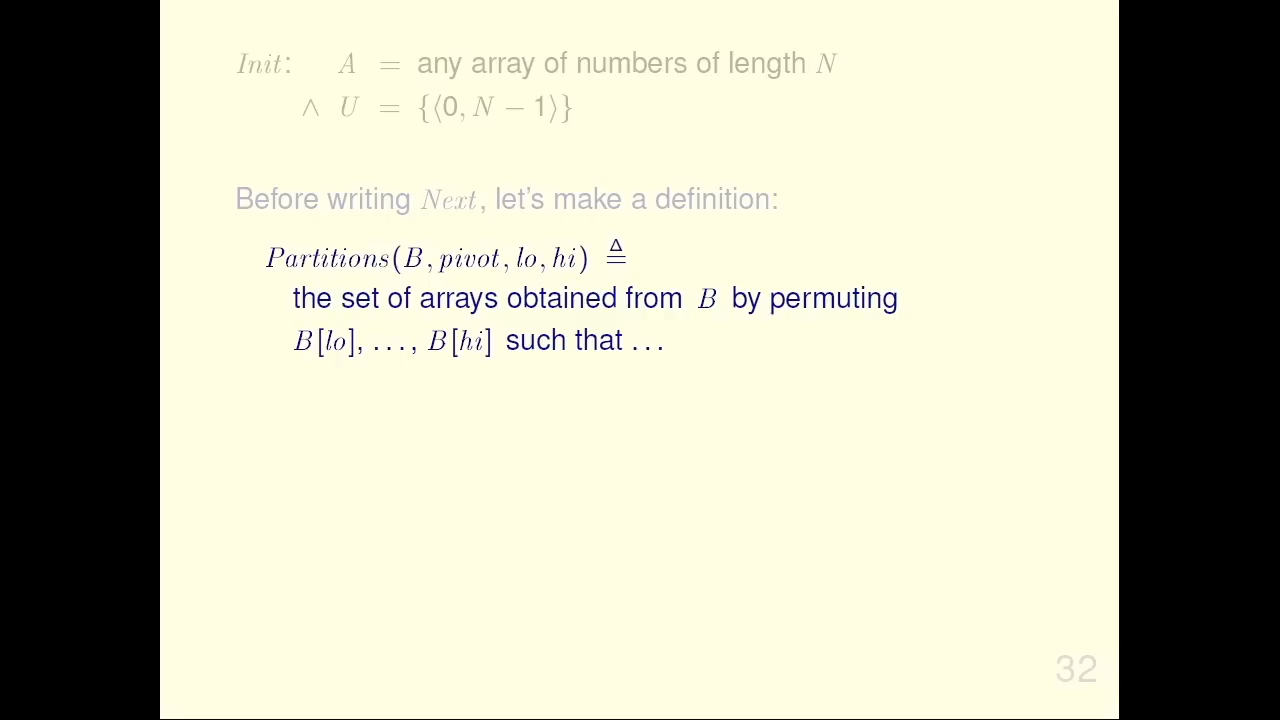 Init: A = any array of numbers of length N
∧ U = {⟨0, N − 1⟩}
Before writing Next, let's make a definition:
Partitions(B, pivot, lo, hi) ≜
the set of arrays obtained from B by permuting
B[lo], ..., B[hi] such that ...
32